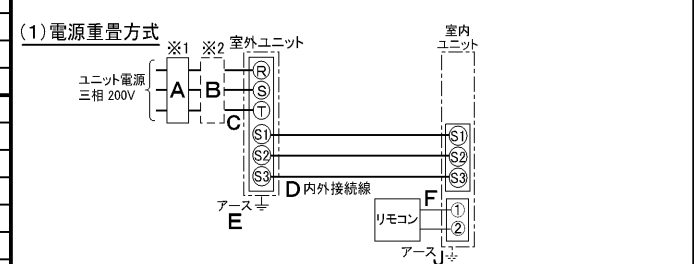 (1)電源重畳方式
※1 ※2 室外ユニット
室内
ユニット
ユニット電源
三相 200V
A
B
C
R
S
T
S1
S2
S3
S1
S2
S3
D 内外接続線
アース
E
F
リモコン
①
②
アース
J